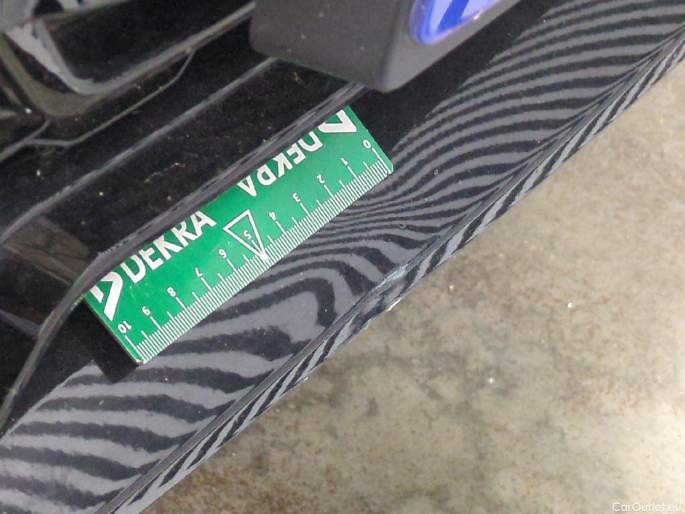 DEKRA
DEKRA
10 9 8 7 6 5 4 3 2 1 0
CarOutlet.eu